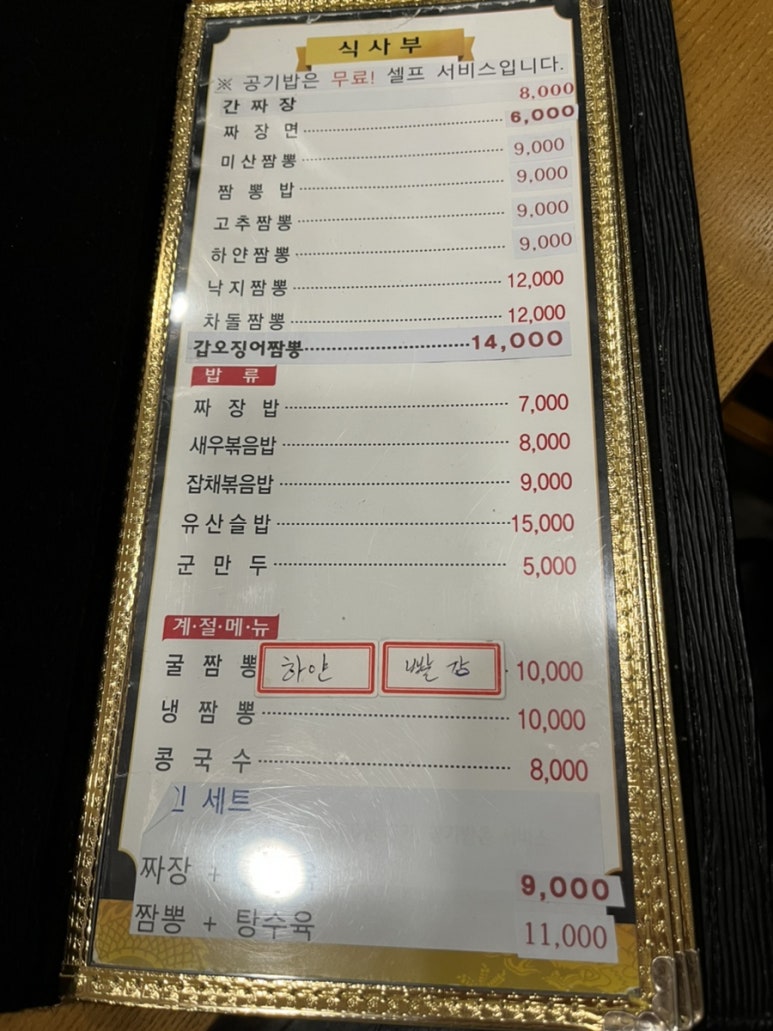 식사부
※ 공기밥은 무료! 셀프 서비스입니다.
간짜장 8,000
짜장면 6,000
미산짬뽕 9,000
짬뽕밥 9,000
고추짬뽕 9,000
하얀짬뽕 9,000
낙지짬뽕 12,000
차돌짬뽕 12,000
갑오징어짬뽕 14,000
밥류
짜장밥 7,000
새우볶음밥 8,000
잡채볶음밥 9,000
유산슬밥 15,000
군만두 5,000
계·절·메·뉴
굴짬뽕 하얀 빨강 10,000
냉짬뽕 10,000
콩국수 8,000
세트
짜장 + 9,000
짬뽕 + 탕수육 11,000